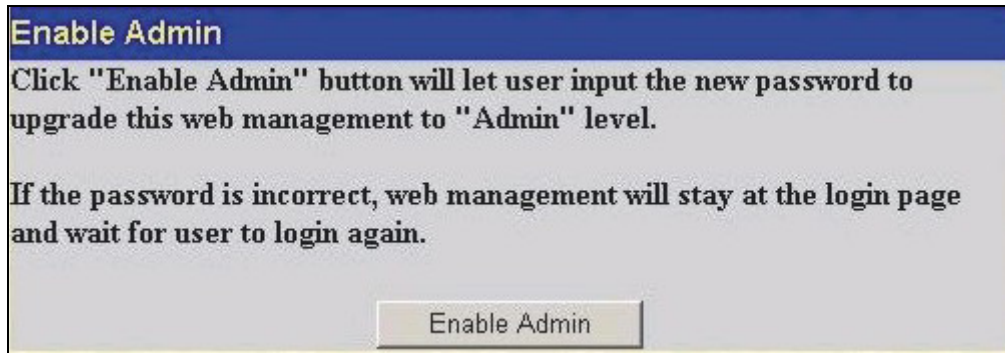 Enable Admin
Click "Enable Admin" button will let user input the new password to
upgrade this web management to "Admin" level.
If the password is incorrect, web management will stay at the login page
and wait for user to login again.
Enable Admin